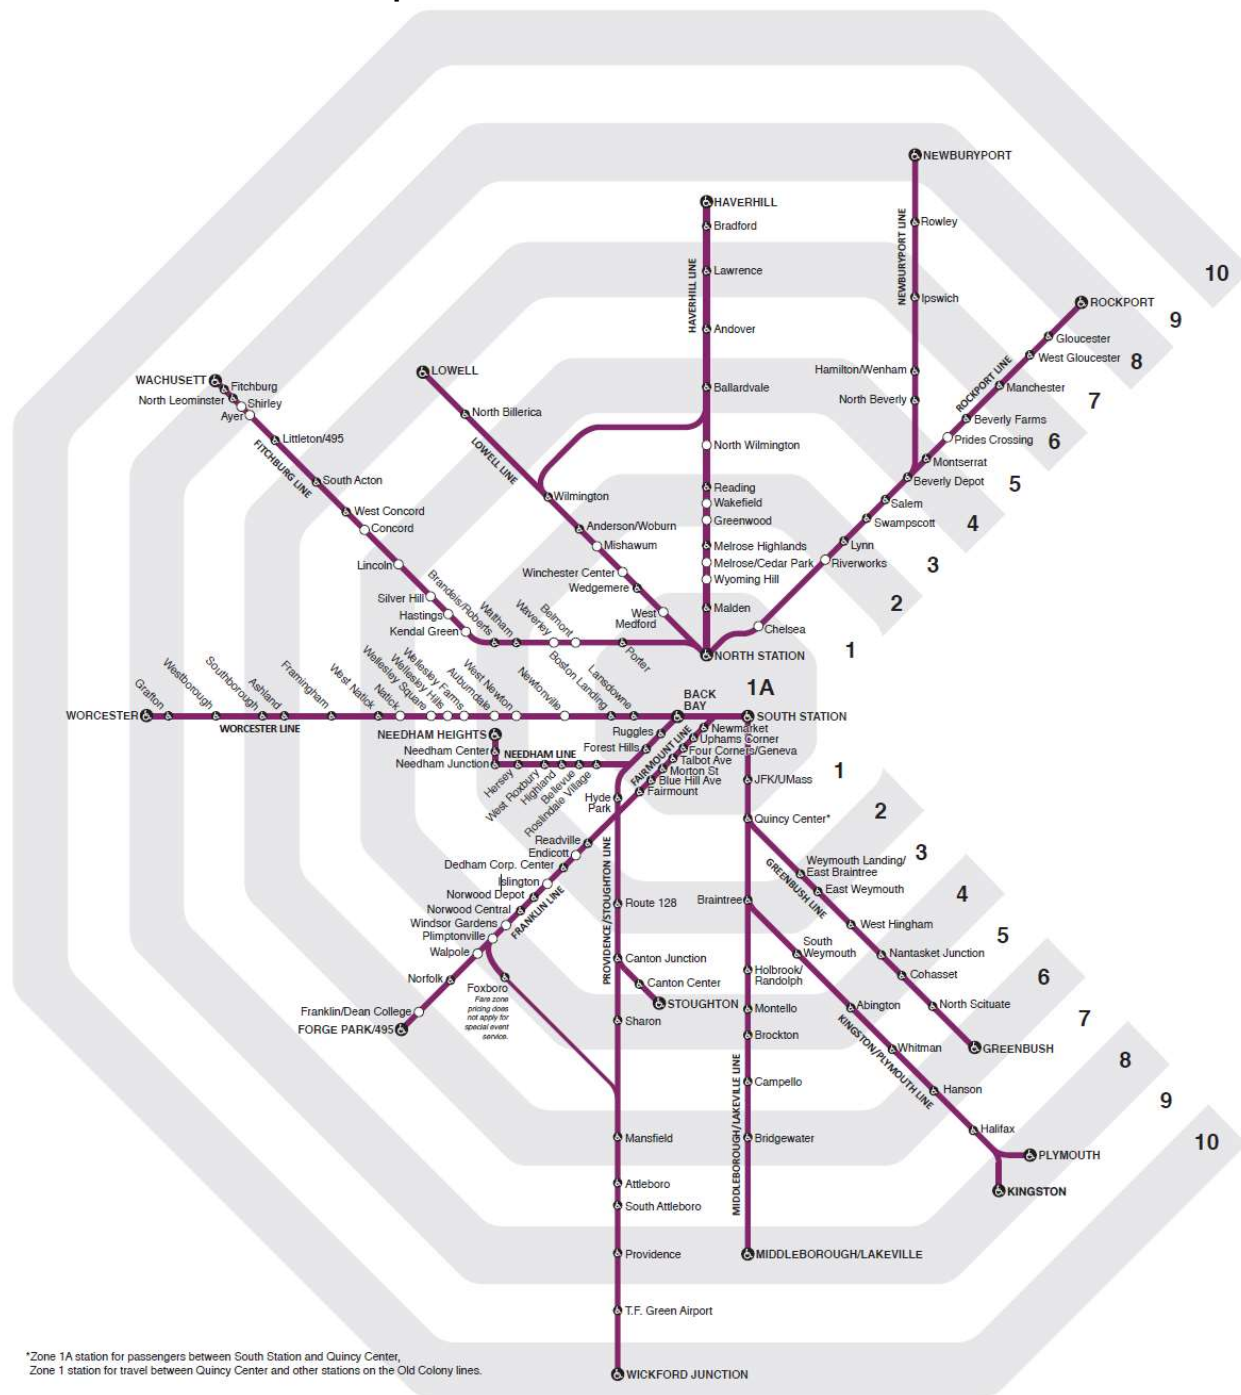 NEWBURYPORT
HAVERHILL
Bradford
Rowley
NEWBURYPORT LINE
HAVERHILL LINE
Lawrence
10
Ipswich
ROCKPORT
9
Andover
Gloucester
West Gloucester
8
WACHUSETT
LOWELL
Hamilton/Wenham
ROCKPORT LINE
Fitchburg
North Leominster
Shirley
Ballardvale
North Beverly
Manchester
7
Ayer
North Billerica
Beverly Farms
Littleton/495
LOWELL LINE
North Wilmington
Prides Crossing
6
FITCHBURG LINE
Montserrat
South Acton
Reading
Beverly Depot
5
Wilmington
Wakefield
Salem
West Concord
Greenwood
Swampscott
4
Concord
Anderson/Woburn
Mishawum
Melrose Highlands
Lynn
Lincoln
Winchester Center
Melrose/Cedar Park
Riverworks
3
Wedgemere
Wyoming Hill
Silver Hill
Brandeis/Roberts
Waltham
Waverley
Belmont
West
Medford
Malden
2
Hastings
Kendal Green
Chelsea
Porter
NORTH STATION
1
Grafton
Westborough
Southborough
Ashland
Framingham
West Natick
Natick
Wellesley Square
Wellesley Hills
Wellesley Farms
Auburndale
West Newton
Newtonville
Boston Landing
Lansdowne
1A
BACK
BAY
WORCESTER
SOUTH STATION
WORCESTER LINE
NEEDHAM HEIGHTS
Ruggles
Newmarket
Uphams Corner
Needham Center
NEEDHAM LINE
Forest Hills
FAIRMOUNT LINE
Four Corners/Geneva
Needham Junction
Talbot Ave
Morton St
Hersey
West Roxbury
Highland
Bellevue
Roslindale Village
Blue Hill Ave
Fairmount
JFK/UMass
1
Hyde
Park
Quincy Center*
2
Readville
Endicott
Dedham Corp. Center
Weymouth Landing/
East Braintree
3
Islington
PROVIDENCE/STOUGHTON LINE
GREENBUSH LINE
East Weymouth
Norwood Depot
FRANKLIN LINE
Route 128
Braintree
4
Norwood Central
Windsor Gardens
West Hingham
Plimptonville
5
Walpole
Canton Junction
South
Weymouth
Nantasket Junction
Norfolk
Foxboro
Canton Center
Holbrook/
Randolph
Cohasset
6
Fare zone
pricing does
not apply for
special event
service.
STOUGHTON
Abington
North Scituate
Franklin/Dean College
Sharon
Montello
7
FORGE PARK/495
Brockton
Whitman
GREENBUSH
8
KINGSTON/PLYMOUTH LINE
Campello
Hanson
9
MIDDLEBOROUGH/LAKEVILLE LINE
Mansfield
Bridgewater
Halifax
10
PLYMOUTH
Attleboro
KINGSTON
South Attleboro
Providence
MIDDLEBOROUGH/LAKEVILLE
T.F. Green Airport
*Zone 1A station for passengers between South Station and Quincy Center,
Zone 1 station for travel between Quincy Center and other stations on the Old Colony lines.
WICKFORD JUNCTION